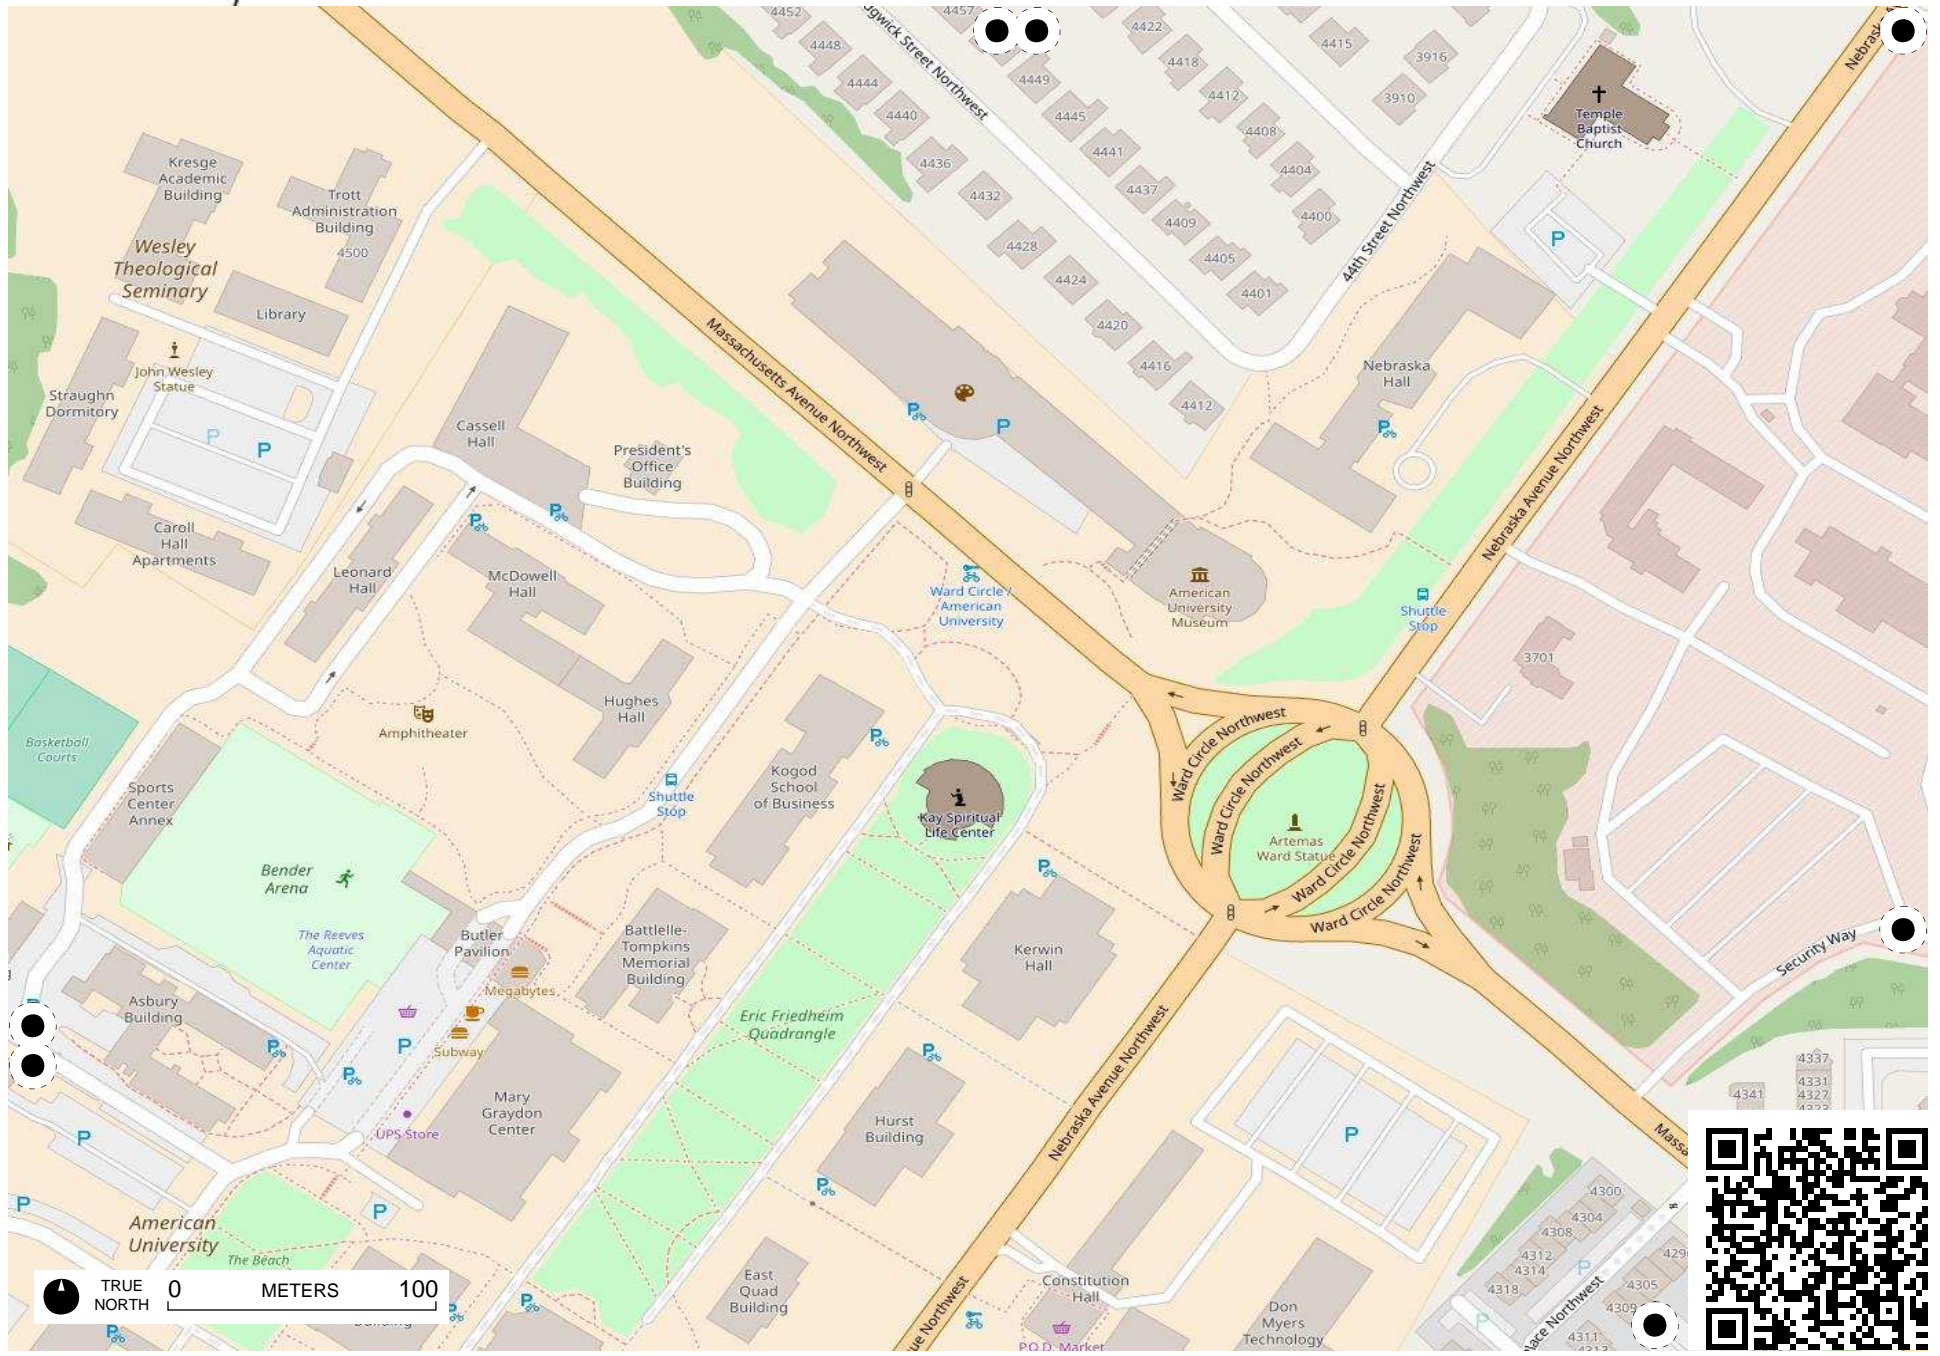 4452
4457
4422
4448
4418
4415
3916
Sedgwick Street Northwest
Nebrask
4444
4449
4412
3910
4440
4445
4408
Temple
Baptist
Church
4436
4441
4404
Kresge
Academic
Building
4432
4437
4400
Trott
Administration
Building
4500
4409
44th Street Northwest
Wesley
Theological
Seminary
4428
4405
P
4424
4401
Library
4420
Massachusetts Avenue Northwest
4416
Nebraska
Hall
John Wesley
Statue
Straughn
Dormitory
4412
Cassell
Hall
P
P
President's
Office
Building
P
P
P
P
Nebraska Avenue Northwest
Caroll
Hall
Apartments
P
P
Leonard
Hall
McDowell
Hall
Ward Circle /
American
University
American
University
Museum
Shuttle
Stop
3701
Hughes
Hall
Amphitheater
Ward Circle Northwest
Ward Circle Northwest
Basketball
Courts
P
Kogod
School
of Business
Sports
Center
Annex
Shuttle
Stop
Kay Spiritual
Life Center
Artemas
Ward Statue
Ward Circle Northwest
Ward Circle Northwest
Bender
Arena
P
The Reeves
Aquatic
Center
Butler
Pavilion
Battlelle-
Tompkins
Memorial
Building
Kerwin
Hall
Security Way
Megabytes
Asbury
Building
Eric Friedheim
Quadrangle
Nebraska Avenue Northwest
P
P
Subway
P
P
4337
4331
4327
4341
Mary
Graydon
Center
UPS Store
Hurst
Building
P
P
Massa
P
P
P
4300
4304
4308
American
University
The Beach
4312
4314
4318
P
4305
4309
TRUE
NORTH
0
METERS
100
East
Quad
Building
Constitution
Hall
Don
Myers
Technology
P
P
P
P
ue Northwest
P.O.D. Market
lace Northwest
4311
4313
Building